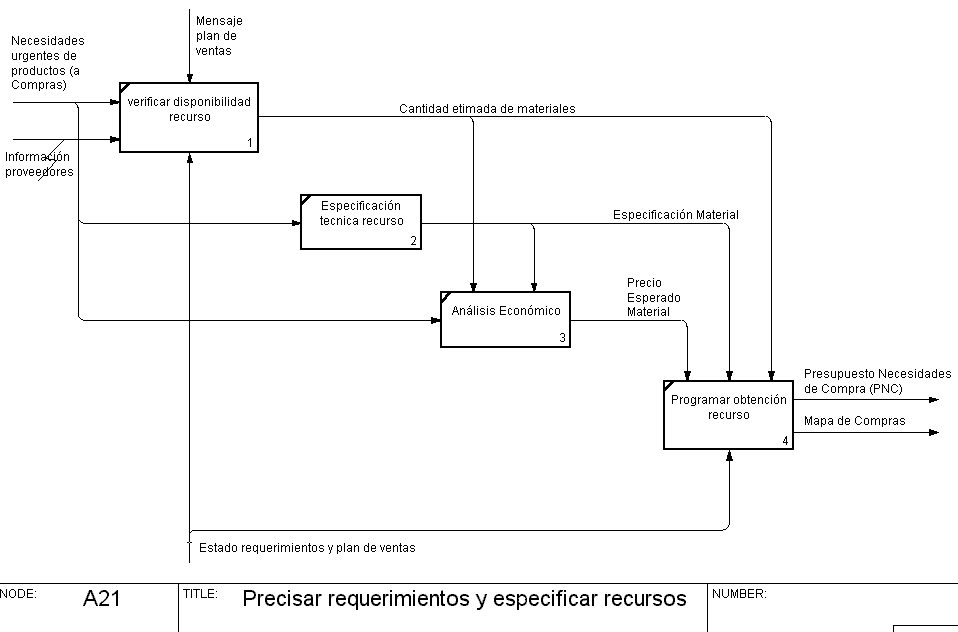 Mensaje
plan de
ventas
Necesidades
urgentes de
productos (a
Compras)
verificar disponibilidad
recurso
1
Cantidad etimada de materiales
Información
proveedores
Especificación
tecnica recurso
2
Especificación Material
Precio
Esperado
Material
Análisis Económico
3
Presupuesto Necesidades
de Compra (PNC)
Programar obtención
recurso
4
Mapa de Compras
Estado requerimientos y plan de ventas
NODE: A21
TITLE: Precisar requerimientos y especificar recursos
NUMBER: